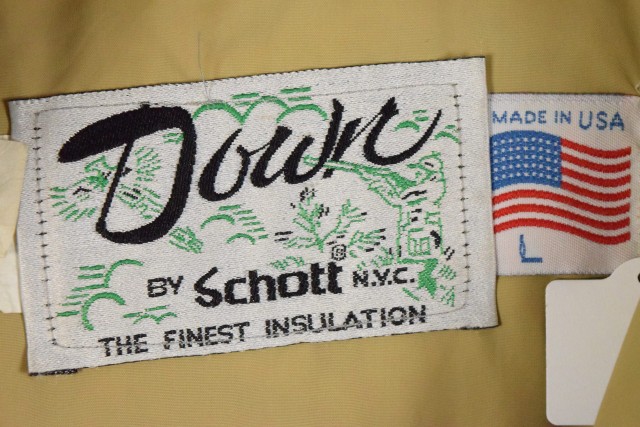 Down
BY Schott® N.Y.C.
THE FINEST INSULATION
MADE IN USA
L